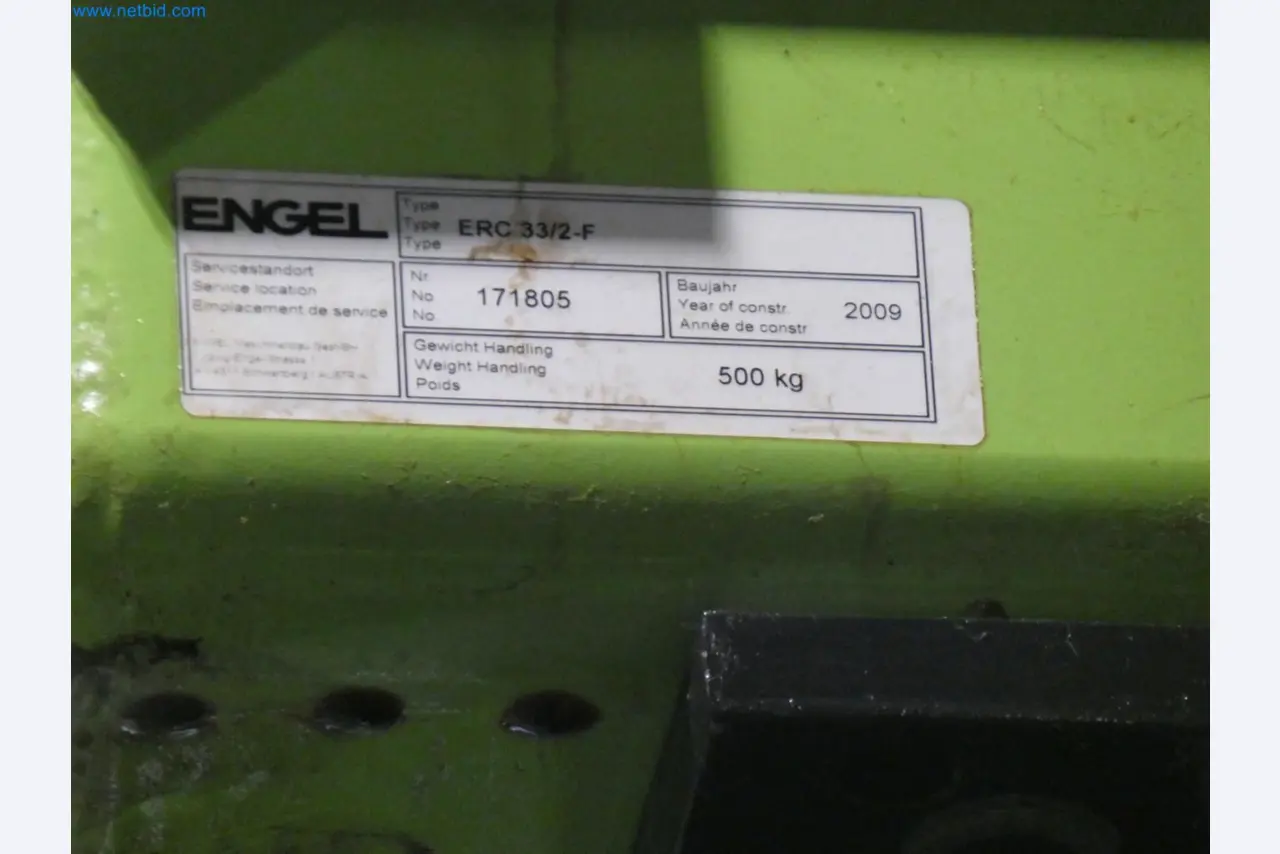 www.netbid.com
ENGEL
Type
Type ERC 33/2-F
Type
Servicestandort
Service location
Emplacement de service
Nr.
No 171805
No.
Baujahr
Year of constr. 2009
Année de constr
Gewicht Handling
Weight Handling 500 kg
Poids